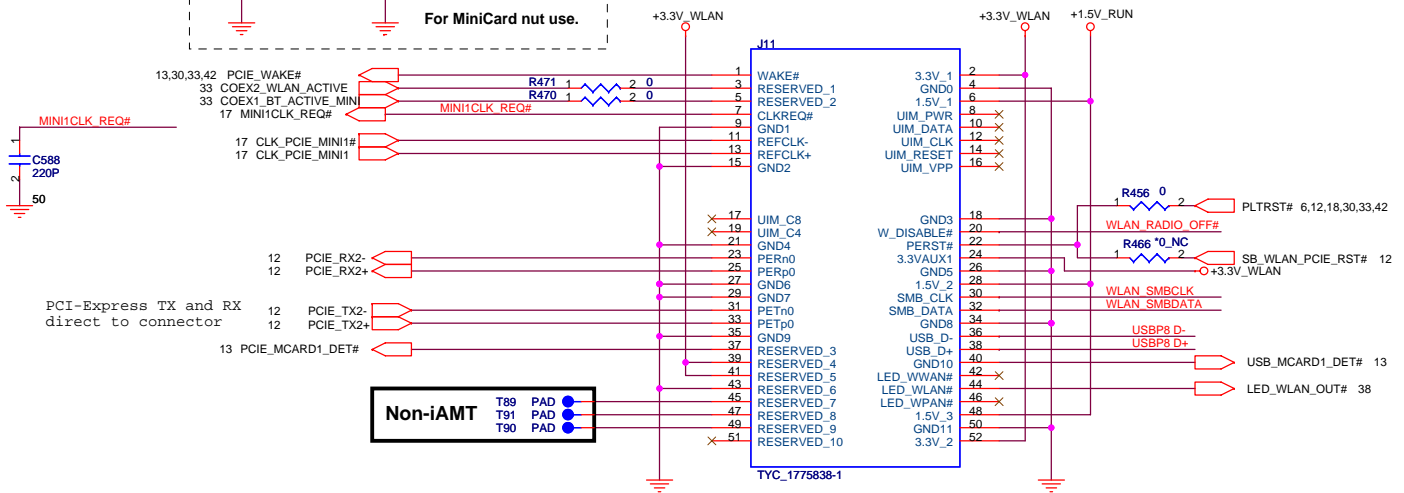 For MiniCard nut use.
+3.3V_WLAN
+3.3V_WLAN
+1.5V_RUN
J11
13,30,33,42 PCIE_WAKE#
33 COEX2_WLAN_ACTIVE
33 COEX1_BT_ACTIVE_MINI
17 MINI1CLK_REQ#
R471 1 2 0
R470 1 2 0
MINI1CLK_REQ#
17 CLK_PCIE_MINI1#
17 CLK_PCIE_MINI1
MINI1CLK_REQ#
1
C588
220P
2
50
1 WAKE#
3 RESERVED_1
5 RESERVED_2
7 CLKREQ#
9 GND1
11 REFCLK-
13 REFCLK+
15 GND2
17 UIM_C8
19 UIM_C4
21 GND4
23 PERn0
25 PERp0
27 GND6
29 GND7
31 PETn0
33 PETp0
35 GND9
37 RESERVED_3
39 RESERVED_4
41 RESERVED_5
43 RESERVED_6
45 RESERVED_7
47 RESERVED_8
49 RESERVED_9
51 RESERVED_10
3.3V_1 2
GND0 4
1.5V_1 6
UIM_PWR 8
UIM_DATA 10
UIM_CLK 12
UIM_RESET 14
UIM_VPP 16
GND3 18
W_DISABLE# 20
PERST# 22
3.3VAUX1 24
GND5 26
1.5V_2 28
SMB_CLK 30
SMB_DATA 32
GND8 34
USB_D- 36
USB_D+ 38
GND10 40
LED_WWAN# 42
LED_WLAN# 44
LED_WPAN# 46
1.5V_3 48
GND11 50
3.3V_2 52
TYC_1775838-1
12 PCIE_RX2-
12 PCIE_RX2+
PCI-Express TX and RX
direct to connector
12 PCIE_TX2-
12 PCIE_TX2+
13 PCIE_MCARD1_DET#
Non-iAMT
T89 PAD
T91 PAD
T90 PAD
R456 0
1 2
PLTRST# 6,12,18,30,33,42
WLAN_RADIO_OFF#
R466 *0_NC
1 2
SB_WLAN_PCIE_RST# 12
+3.3V_WLAN
WLAN_SMBCLK
WLAN_SMBDATA
USBP8 D-
USBP8 D+
USB_MCARD1_DET# 13
LED_WLAN_OUT# 38